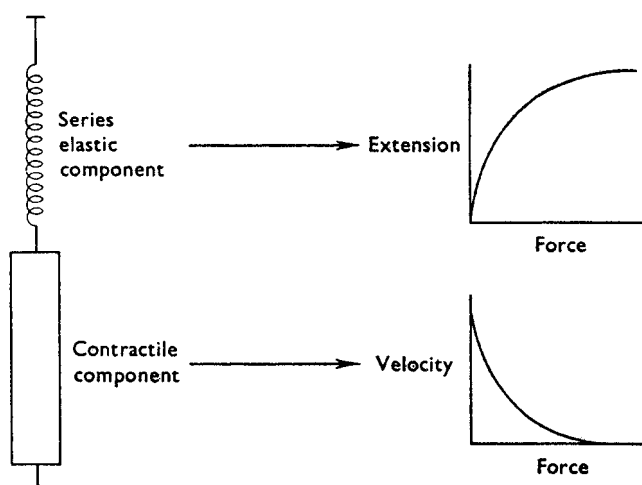 Series
elastic
component
Extension
Force
Contractile
component
Velocity
Force